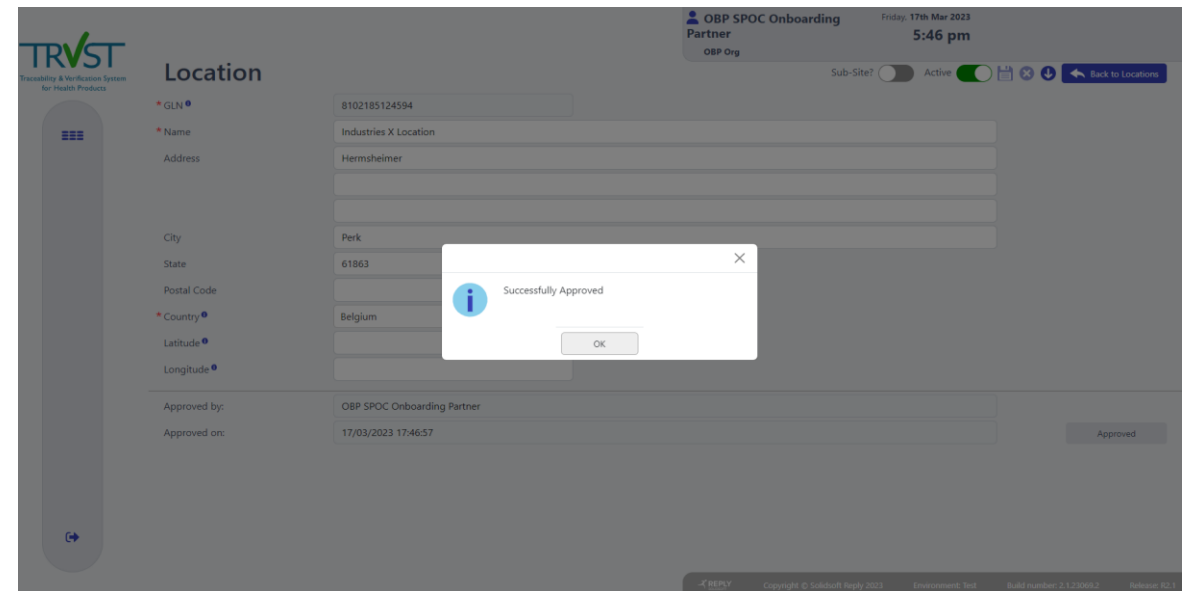 OBP SPOC Onboarding Partner
OBP Org
Friday, 17th Mar 2023
5:46 pm
TRVST
Traceability & Verification System
for Health Products
Location
Sub-Site?
Active
Back to Locations
* GLN
8102185124594
* Name
Industries X Location
Address
Hermsheimer
City
Perk
State
61863
Postal Code
* Country
Belgium
Latitude
Longitude
Successfully Approved
OK
Approved by:
OBP SPOC Onboarding Partner
Approved on:
17/03/2023 17:46:57
Approved
REPLY
Copyright © Solidsoft Reply 2023
Environment: Test
Build number: 2.1.23069.2
Release: R2.1